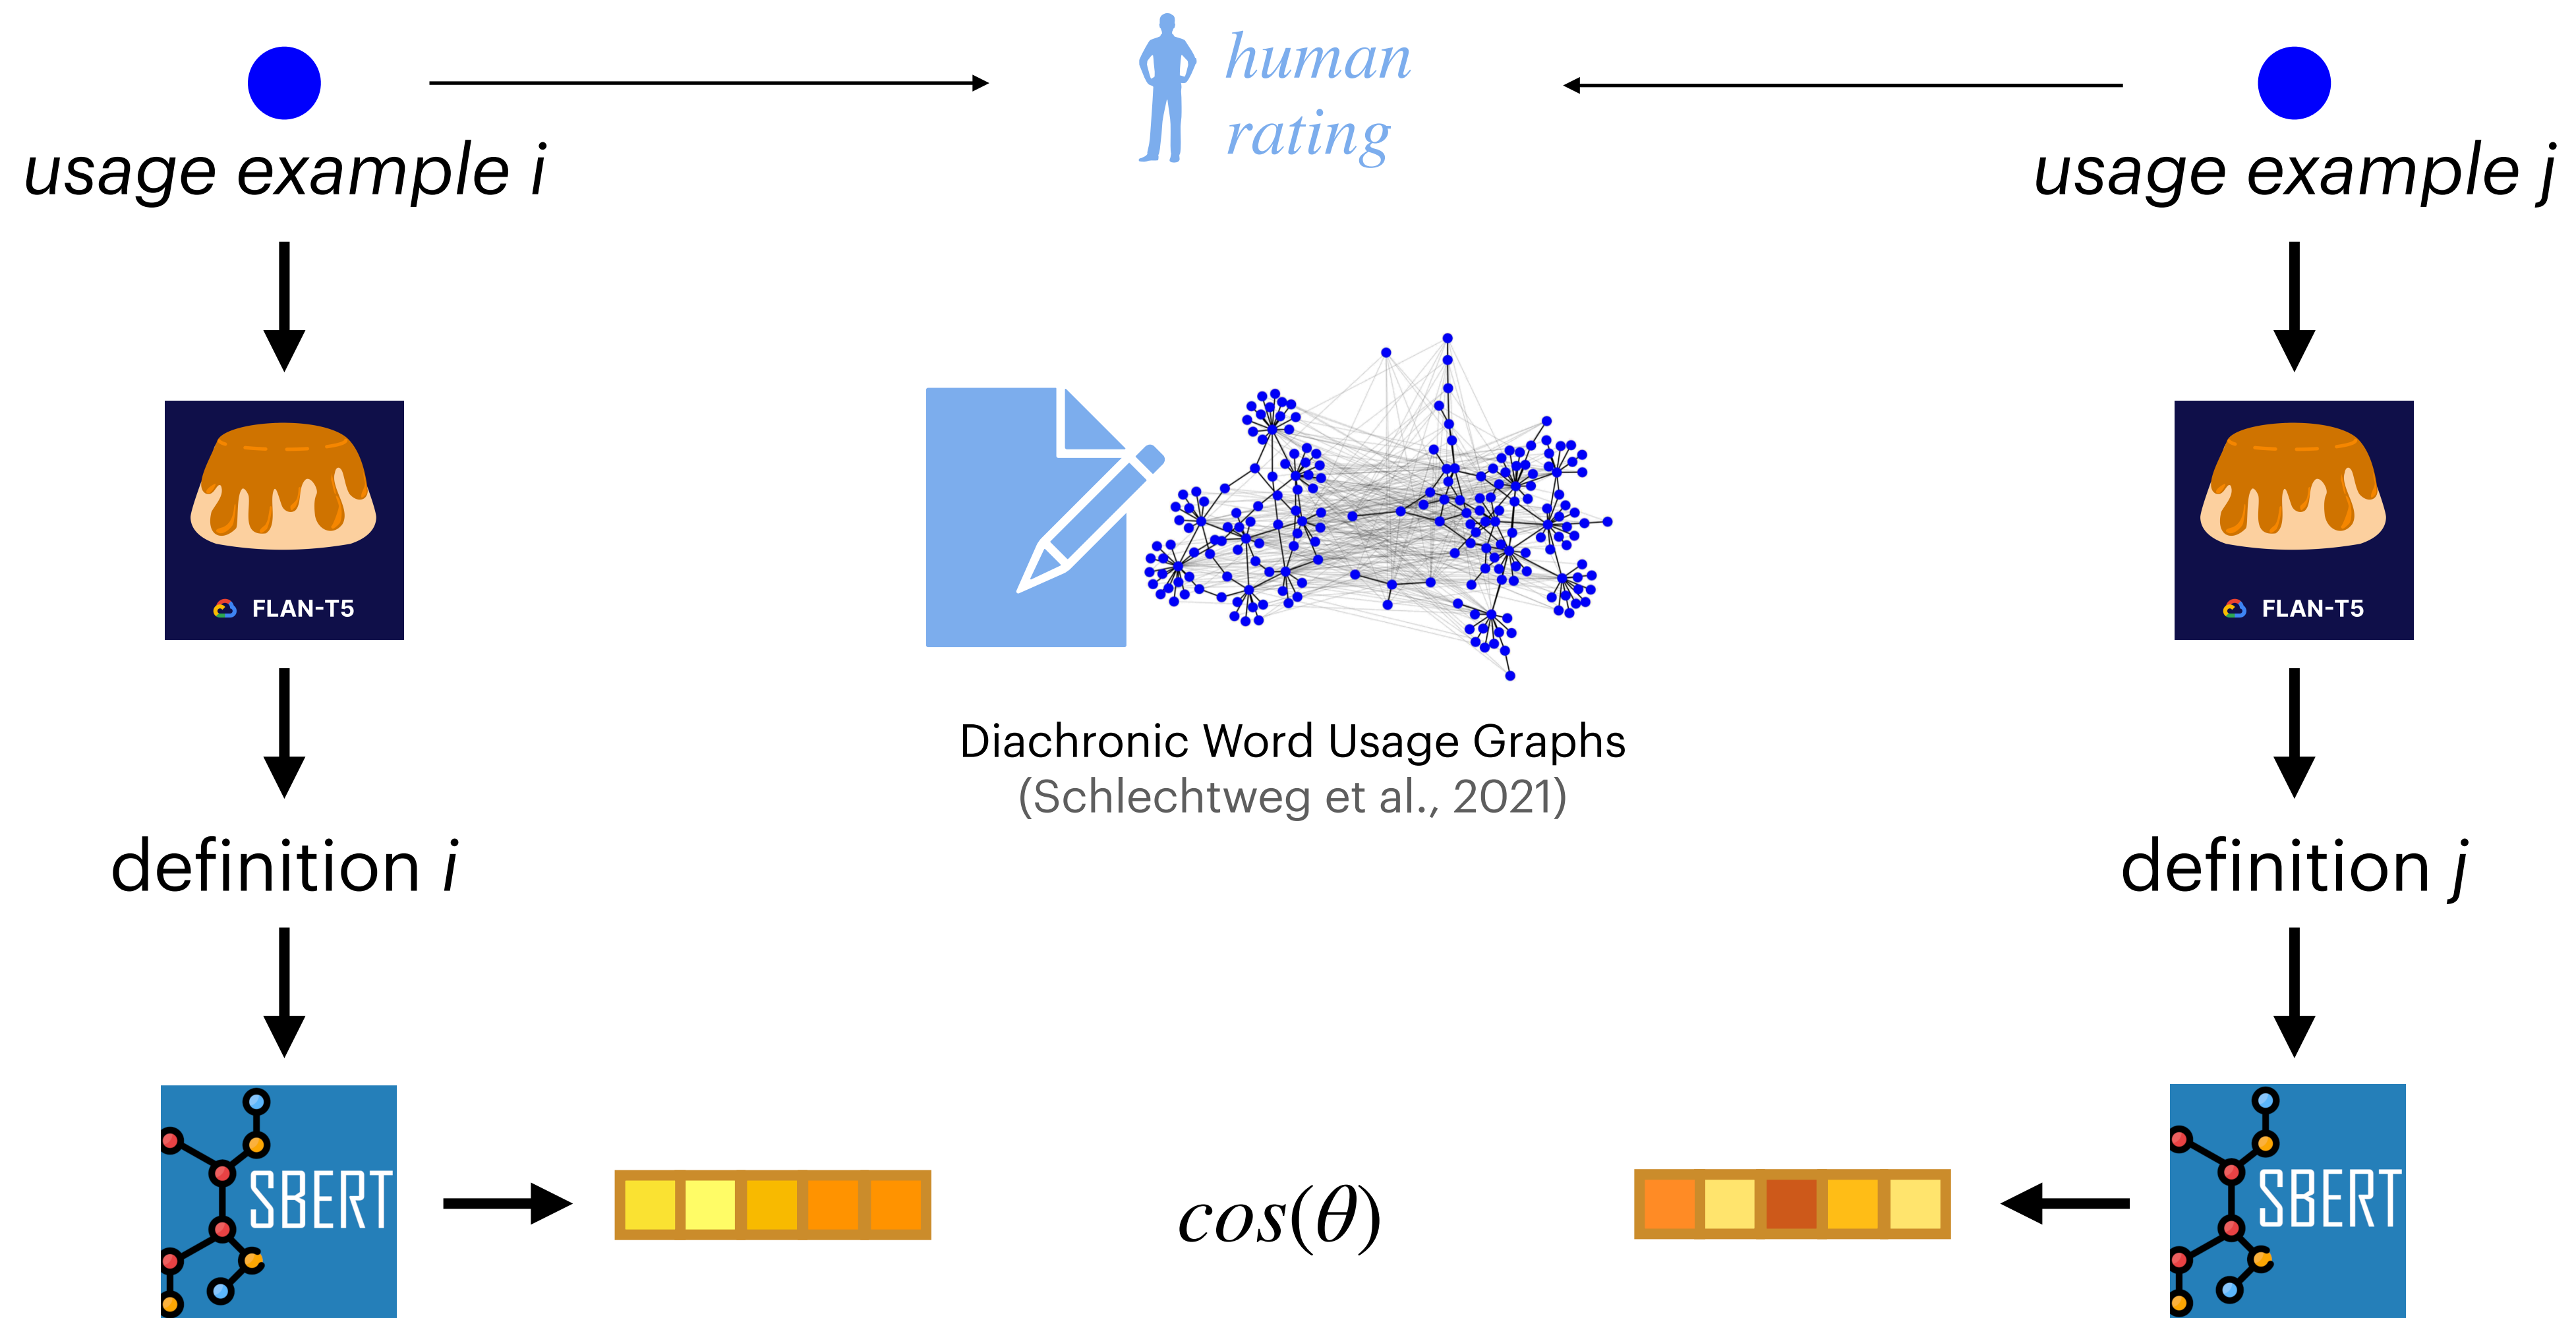 human
rating
usage example i
usage example j
FLAN-T5
FLAN-T5
Diachronic Word Usage Graphs
(Schlechtweg et al., 2021)
definition i
definition j
SBERT
cos(θ)
SBERT